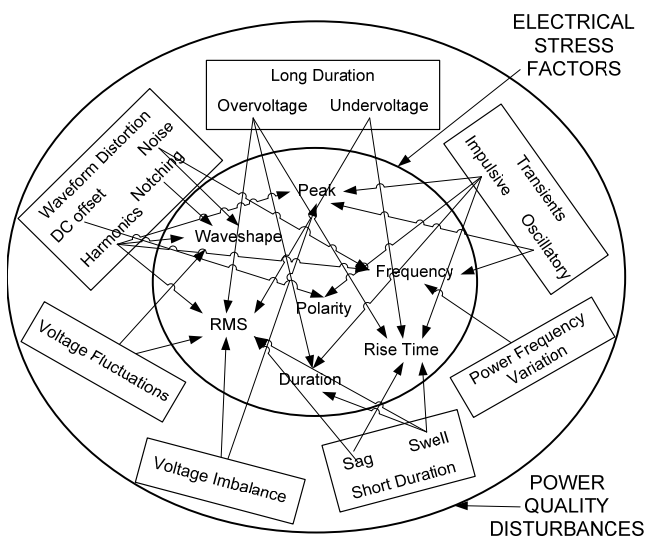 ELECTRICAL
STRESS
FACTORS
Long Duration
Overvoltage Undervoltage
Waveform Distortion
Noise
DC offset
Notching
Harmonics
Transients
Impulsive
Oscillatory
Peak
Waveshape
Frequency
Polarity
RMS
Rise Time
Duration
Voltage Fluctuations
Power Frequency
Variation
Voltage Imbalance
Sag
Swell
Short Duration
POWER
QUALITY
DISTURBANCES